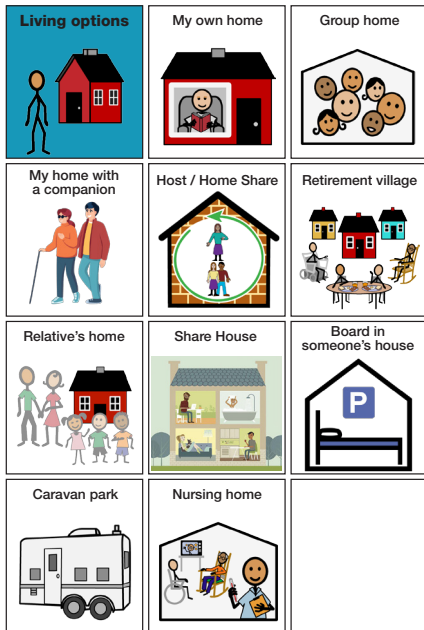 Living options
My own home
Group home
My home with
a companion
Host / Home Share
Retirement village
Relative's home
Share House
Board in
someone's house
P
Caravan park
Nursing home